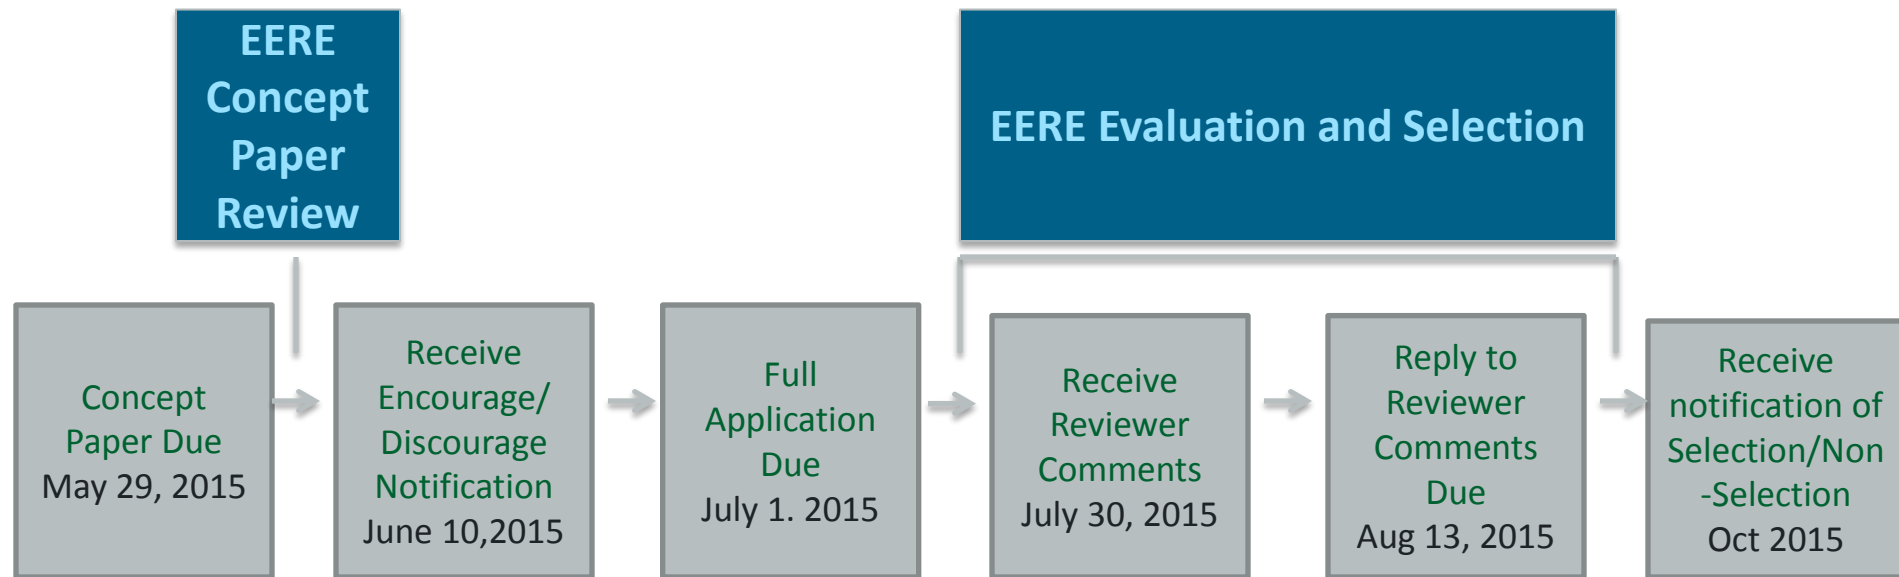 EERE
Concept
Paper
Review
EERE Evaluation and Selection
Concept
Paper Due
May 29, 2015
Receive
Encourage/
Discourage
Notification
June 10,2015
Full
Application
Due
July 1. 2015
Receive
Reviewer
Comments
July 30, 2015
Reply to
Reviewer
Comments
Due
Aug 13, 2015
Receive
notification of
Selection/Non
-Selection
Oct 2015